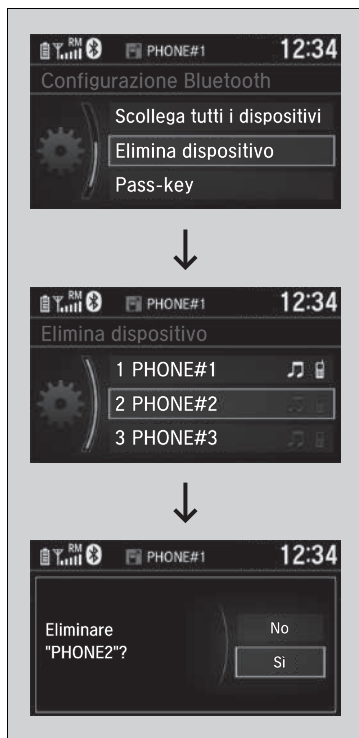 RM PHONE#1 12:34
Configurazione Bluetooth
Scollega tutti i dispositivi
Elimina dispositivo
Pass-key
RM PHONE#1 12:34
Elimina dispositivo
1 PHONE#1
2 PHONE#2
3 PHONE#3
RM PHONE#1 12:34
Eliminare
"PHONE2"?
No
Sì